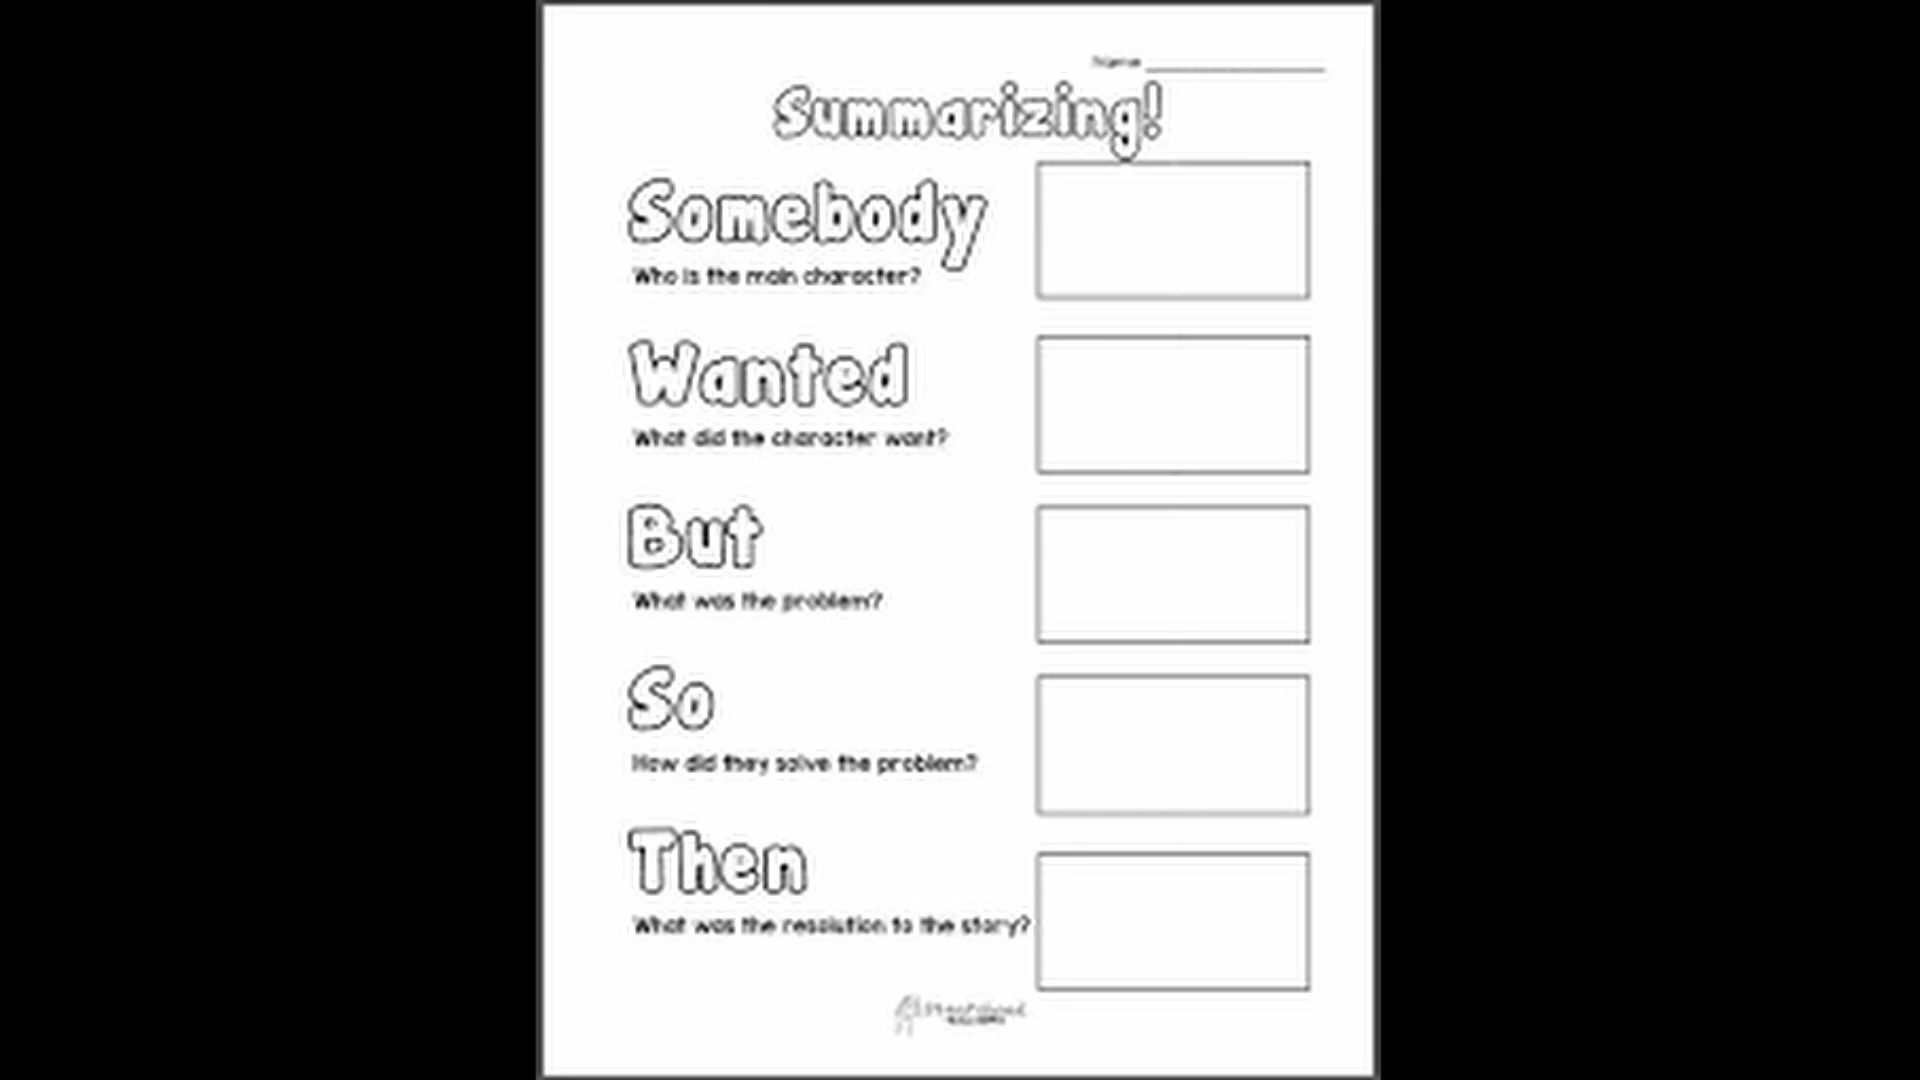 Name
Summarizing!
Somebody
Who is the main character?
Wanted
What did the character want?
But
What was the problem?
So
How did they solve the problem?
Then
What was the resolution to the story?